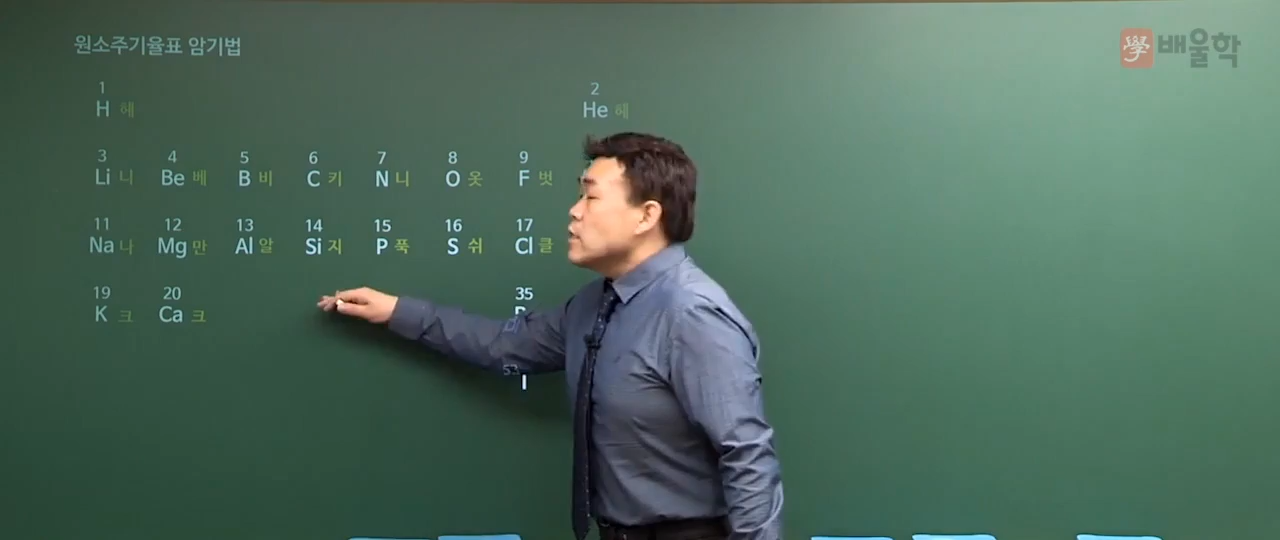 원소주기율표 암기법
學 배울학
1 2
H 헤 He 헤
3 4 5 6 7 8 9
Li 니 Be 베 B 비 C 키 N 니 O 옷 F 벗
11 12 13 14 15 16 17
Na 나 Mg 만 Al 알 Si 지 P 푹 S 쉬 Cl 클
19 20 35
K 크 Ca 크
53
I